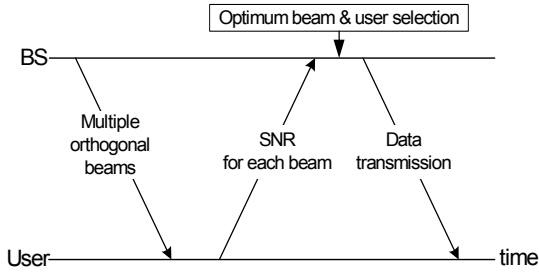 Optimum beam & user selection
BS
Multiple
orthogonal
beams
SNR
for each beam
Data
transmission
User
time